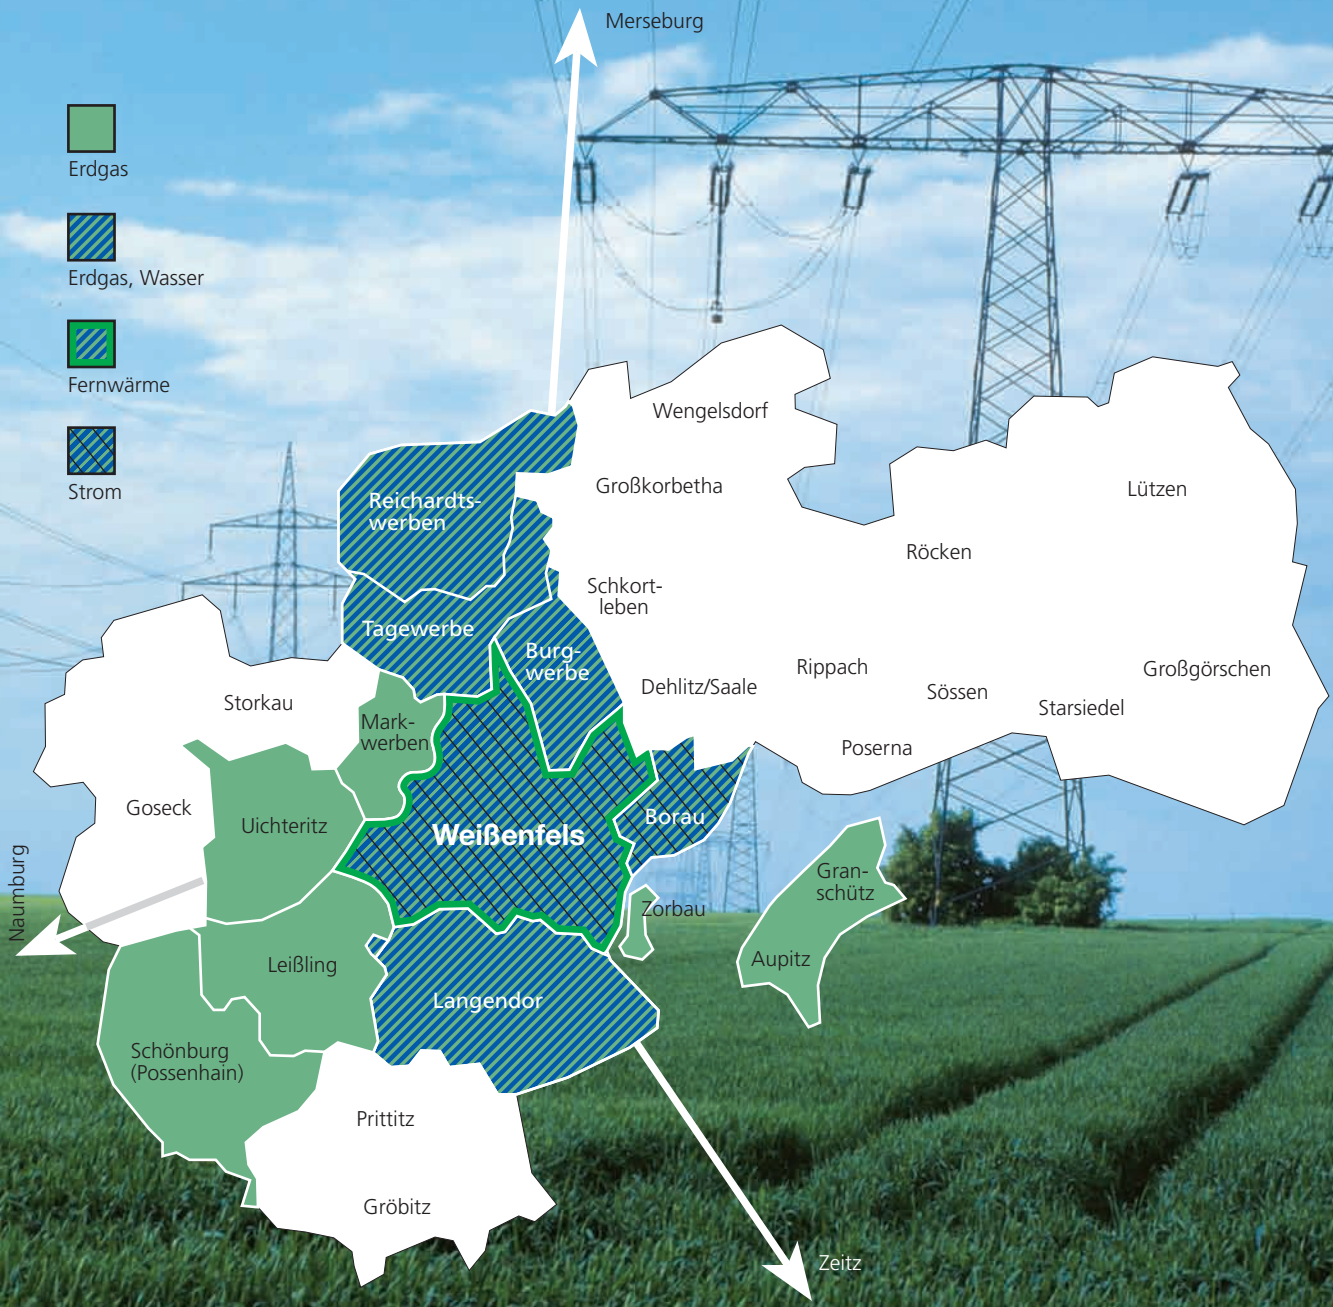 Merseburg
Erdgas
Erdgas, Wasser
Fernwärme
Strom
Wengelsdorf
Großkorbetha
Lützen
Reichardts-
werben
Röcken
Schkort-
leben
Tagewerbe
Burg-
werbe
Rippach
Großgörschen
Dehlitz/Saale
Sössen
Storkau
Starsiedel
Mark-
werben
Poserna
Goseck
Uichteritz
Weißenfels
Borau
Gran-
schütz
Naumburg
Zorbau
Leißling
Aupitz
Langendor
Schönburg
(Possenhain)
Prittitz
Gröbitz
Zeitz